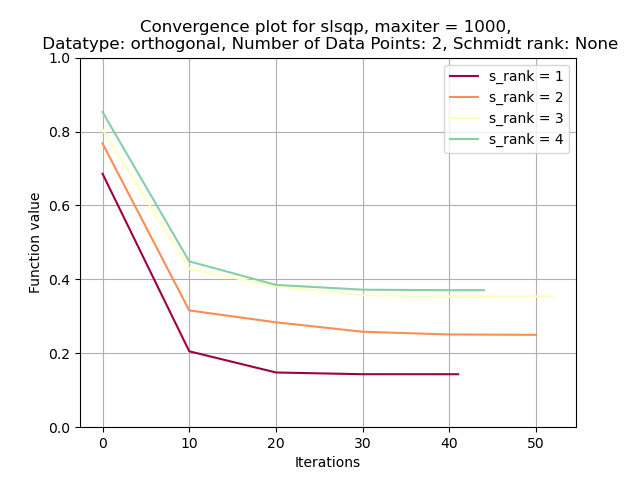 Convergence plot for slsqp, maxiter = 1000,
Datatype: orthogonal, Number of Data Points: 2, Schmidt rank: None
s_rank = 1
s_rank = 2
s_rank = 3
s_rank = 4
Function value
1.0
0.8
0.6
0.4
0.2
0.0
0 10 20 30 40 50
Iterations